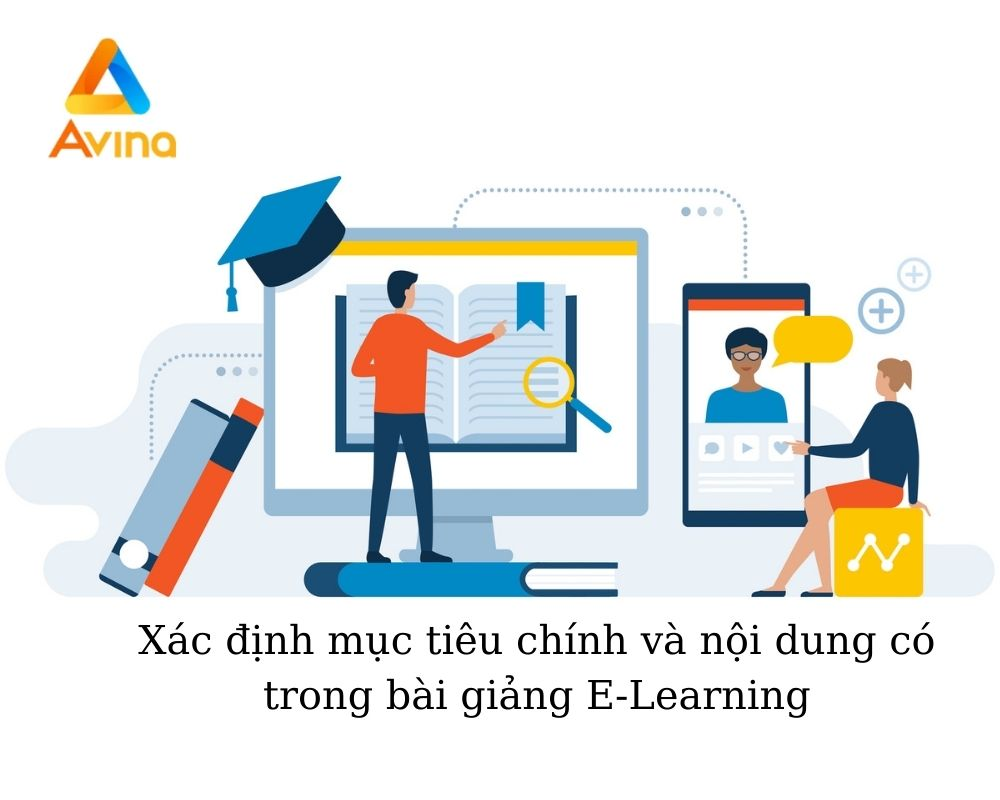 Avina
Xác định mục tiêu chính và nội dung có
trong bài giảng E-Learning